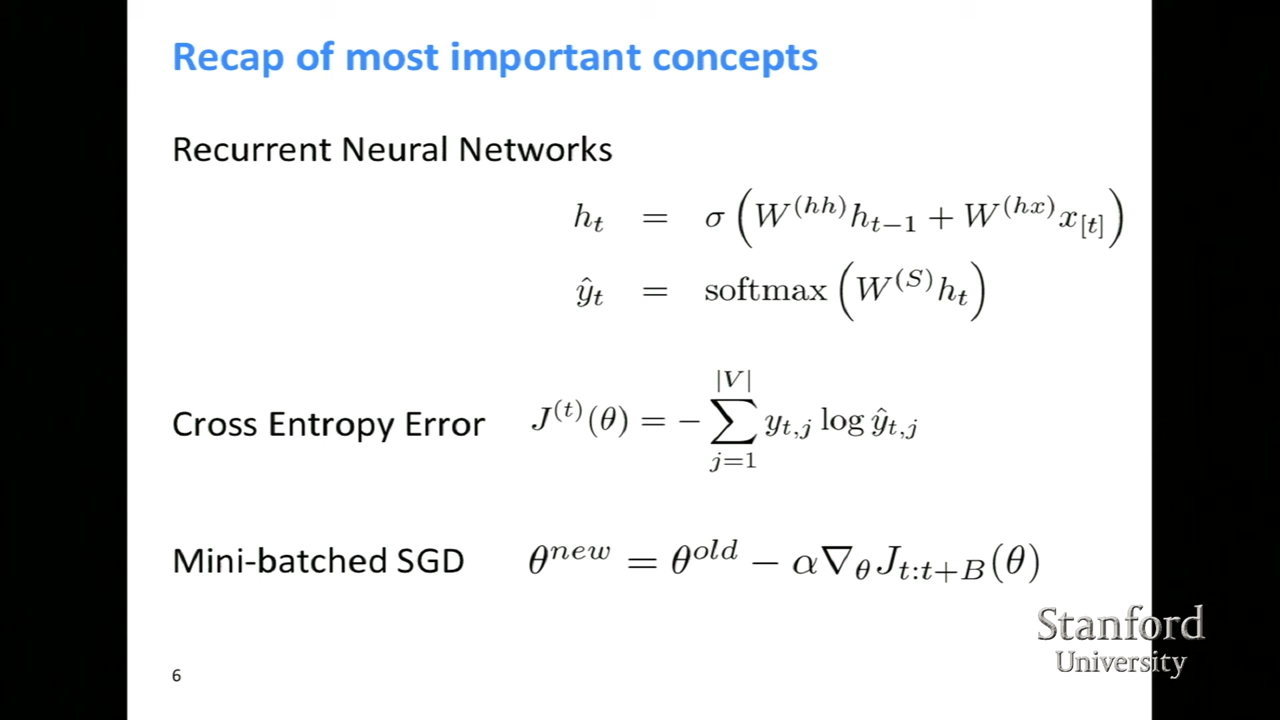 Recap of most important concepts
Recurrent Neural Networks
h_t = σ ( W^(hh) h_{t−1} + W^(hx) x_[t] )
ŷ_t = softmax ( W^(S) h_t )
Cross Entropy Error J^(t)(θ) = − ∑_{j=1}^{|V|} y_{t,j} log ŷ_{t,j}
Mini-batched SGD θ^new = θ^old − α∇_θ J_{t:t+B}(θ)
Stanford
University
6